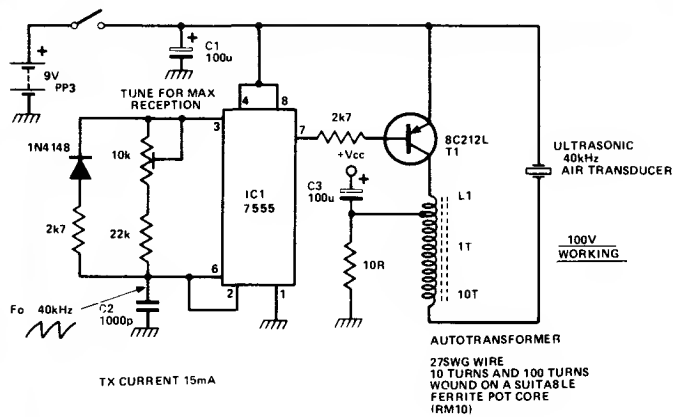 9V
PP3
+
C1
100u
+
TUNE FOR MAX
RECEPTION
4
8
3
7
2k7
8C212L
T1
1N4148
10k
+Vcc
ULTRASONIC
40kHz
AIR TRANSDUCER
IC1
7555
C3
100u
+
L1
2k7
22k
1T
100V
WORKING
10R
6
2
1
10T
Fo 40kHz
C2
1000p
AUTOTRANSFORMER
27SWG WIRE
10 TURNS AND 100 TURNS
WOUND ON A SUITABLE
FERRITE POT CORE
(RM10)
TX CURRENT 15mA